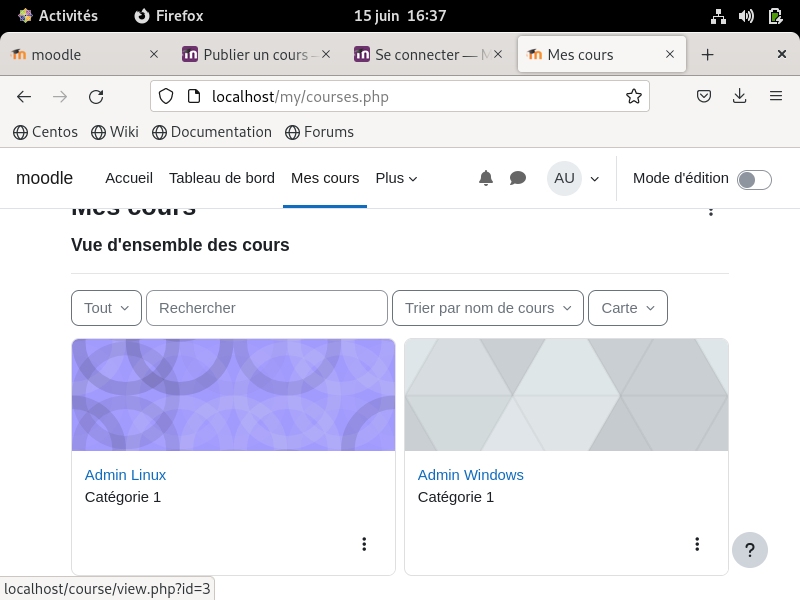 Activités Firefox 15 juin 16:37
moodle Publier un cours — Se connecter — M Mes cours
localhost/my/courses.php
Centos Wiki Documentation Forums
moodle Accueil Tableau de bord Mes cours Plus AU Mode d'édition
Mes cours
Vue d'ensemble des cours
Tout Rechercher Trier par nom de cours Carte
Admin Linux Admin Windows
Catégorie 1 Catégorie 1
?
localhost/course/view.php?id=3